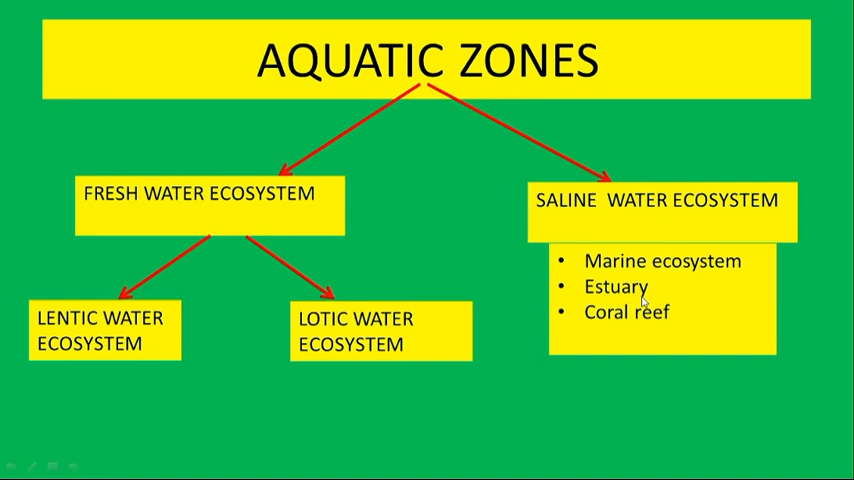 AQUATIC ZONES
FRESH WATER ECOSYSTEM
SALINE WATER ECOSYSTEM
• Marine ecosystem
• Estuary
• Coral reef
LENTIC WATER
ECOSYSTEM
LOTIC WATER
ECOSYSTEM